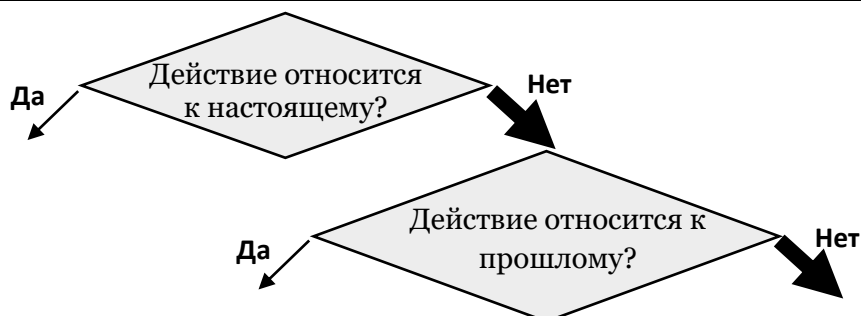 Действие относится
к настоящему?
Да
Нет
Действие относится к
прошлому?
Да
Нет